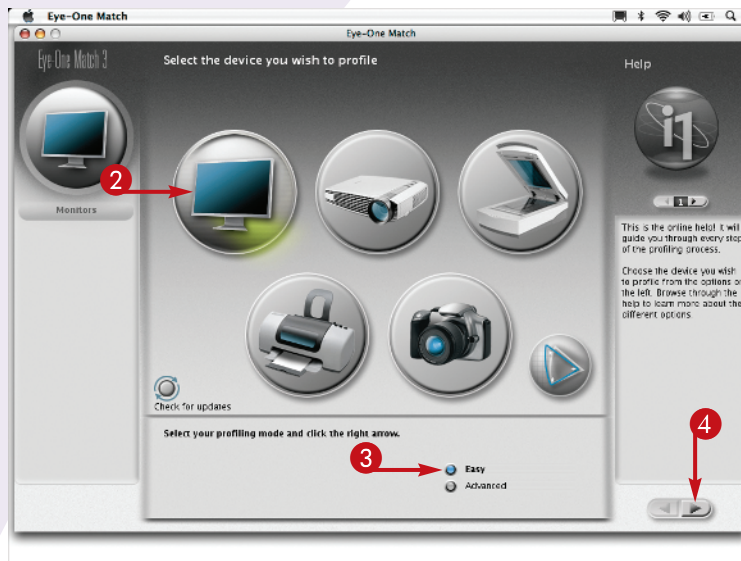 Eye-One Match
Eye-One Match
Eye-One Match 3
Select the device you wish to profile
Help
i1
2
Monitors
1
This is the online help! It will
guide you through every step
of the profiling process.
Choose the device you wish
to profile from the options on
the left. Browse through the
help to learn more about the
different options
Check for updates
Select your profiling mode and click the right arrow.
3
Easy
Advanced
4